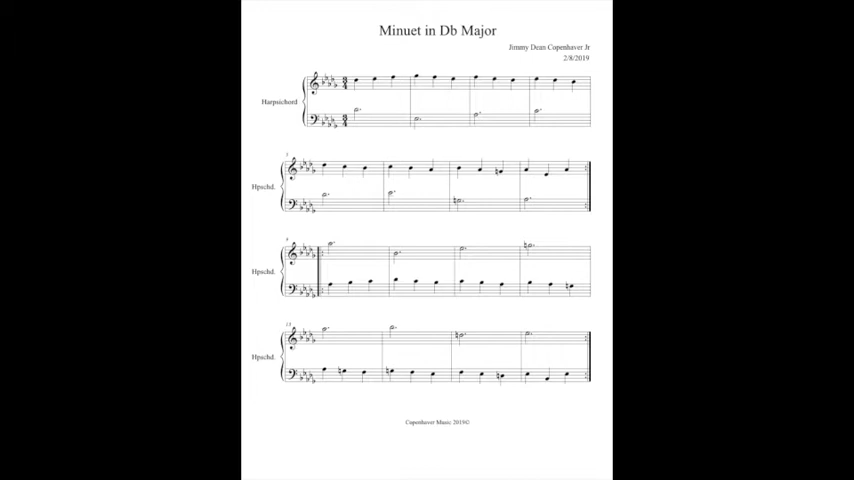 Minuet in Db Major
Jimmy Dean Copenhaver Jr
2/8/2019
Harpsichord
Hpschd.
Hpschd.
Hpschd.
Copenhaver Music 2019©